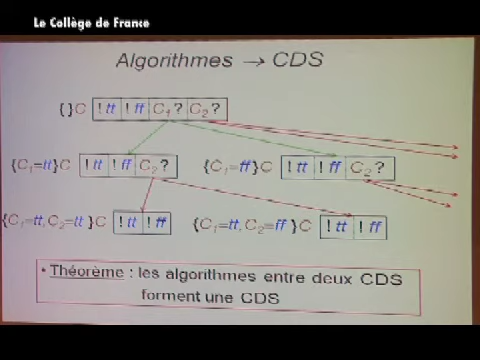 Le Collège de France
Algorithmes → CDS
{ }C !tt !ff C₁? C₂?
{C₁=tt}C !tt !ff C₂? {C₁=ff}C !tt !ff C₂?
{C₁=tt,C₂=tt }C !tt !ff {C₁=tt,C₂=ff }C !tt !ff
• Théorème : les algorithmes entre deux CDS
forment une CDS